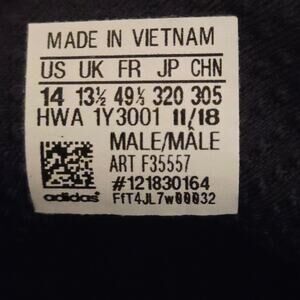 MADE IN VIETNAM
US UK FR JP CHN
14 13½ 49⅓ 320 305
HWA 1Y3001 11/18
MALE/MÂLE
ART F35557
#121830164
adidas FfT4JL7w00032